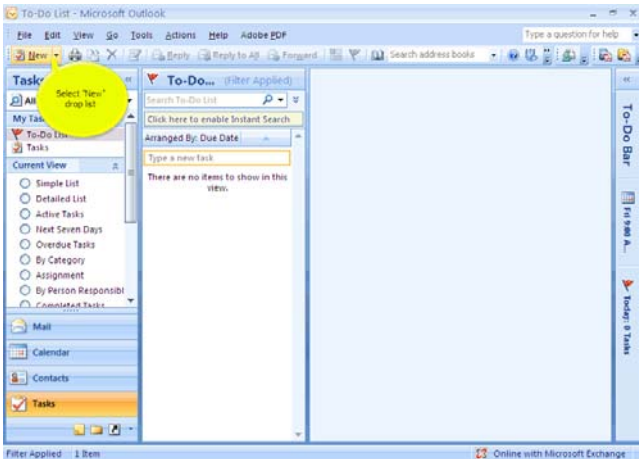 To-Do List - Microsoft Outlook
File Edit View Go Tools Actions Help Adobe PDF
Type a question for help
New
Reply Reply to All Forward
Search address books
Tasks
Select "New"
drop list
All
My Tas
To-Do List
Tasks
Current View
Simple List
Detailed List
Active Tasks
Next Seven Days
Overdue Tasks
By Category
Assignment
By Person Responsibl
Completed Tasks
Mail
Calendar
Contacts
Tasks
To-Do... (Filter Applied)
Search To-Do List
Click here to enable Instant Search
Arranged By: Due Date
Type a new task
There are no items to show in this
view.
To-Do Bar
Fri 9:00 A...
Today: 0 Tasks
Filter Applied 1 Item
Online with Microsoft Exchange